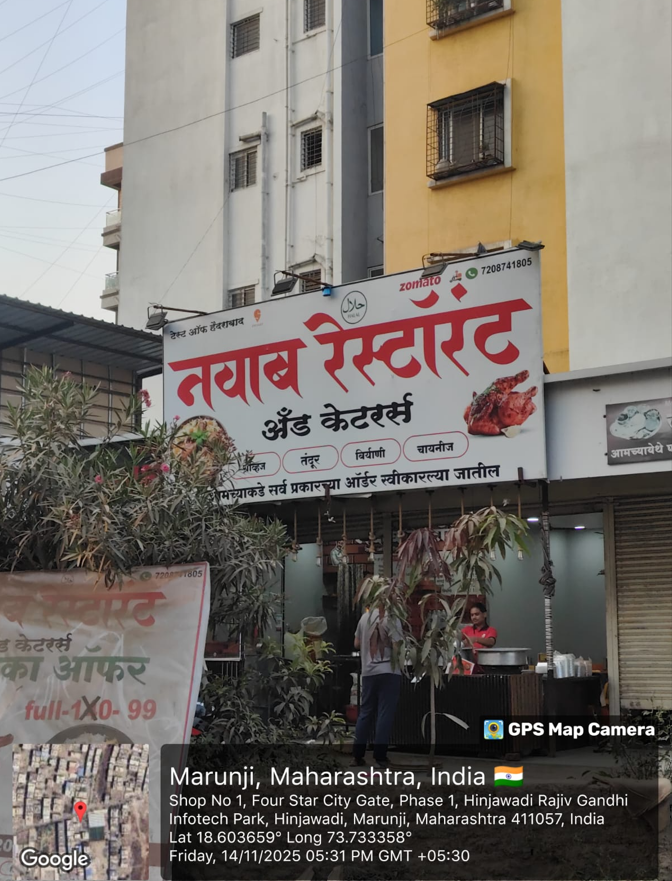 zomato
7208741805
टेस्ट ऑफ हैदराबाद
حلال
HALAL
नयाब रेस्टॉरंट
अँड केटरर्स
तंदूर
बिर्याणी
चायनीज
आमच्याकडे सर्व प्रकारच्या ऑर्डर स्वीकारल्या जातील
आमच्यायेथे
रेस्टॉरंट
केटरर्स
का ऑफर
full-1X0- 99
GPS Map Camera
Marunji, Maharashtra, India
Shop No 1, Four Star City Gate, Phase 1, Hinjawadi Rajiv Gandhi
Infotech Park, Hinjawadi, Marunji, Maharashtra 411057, India
Lat 18.603659° Long 73.733358°
Friday, 14/11/2025 05:31 PM GMT +05:30
Google